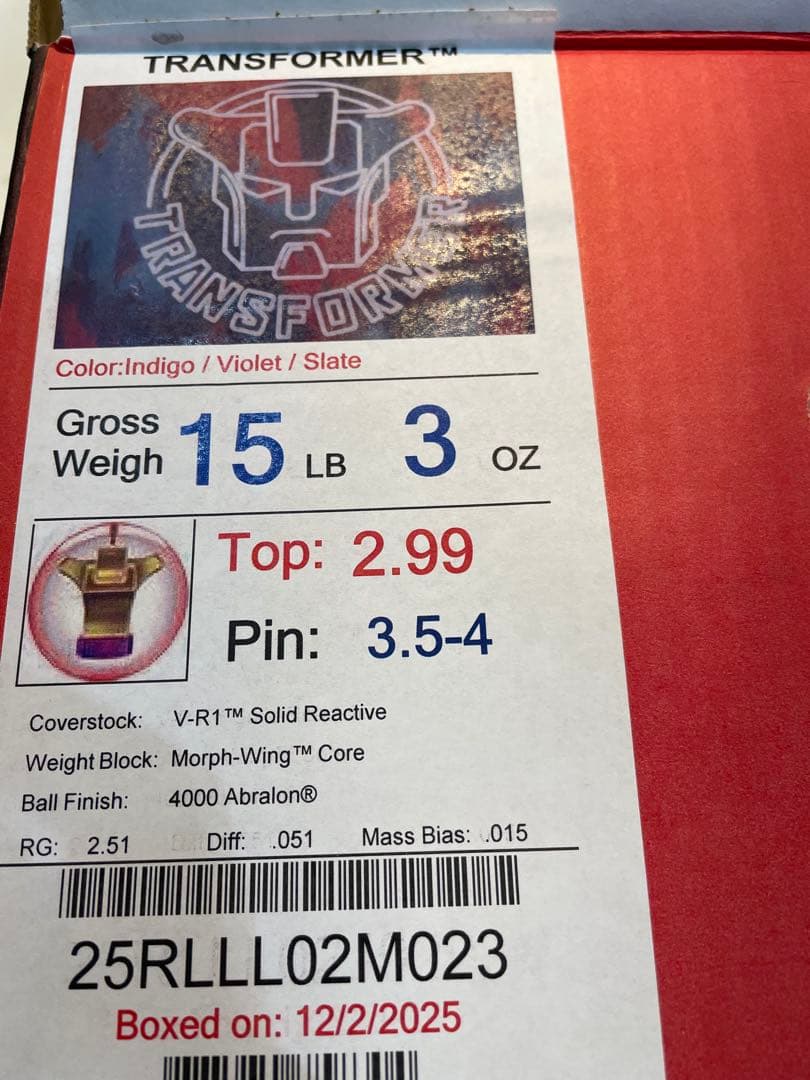 TRANSFORMER™
TRANSFORMER
Color:Indigo / Violet / Slate
Gross Weigh 15 LB 3 OZ
Top: 2.99
Pin: 3.5-4
Coverstock: V-R1™ Solid Reactive
Weight Block: Morph-Wing™ Core
Ball Finish: 4000 Abralon®
RG: 2.51 Diff: .051 Mass Bias: .015
25RLLL02M023
Boxed on: 12/2/2025